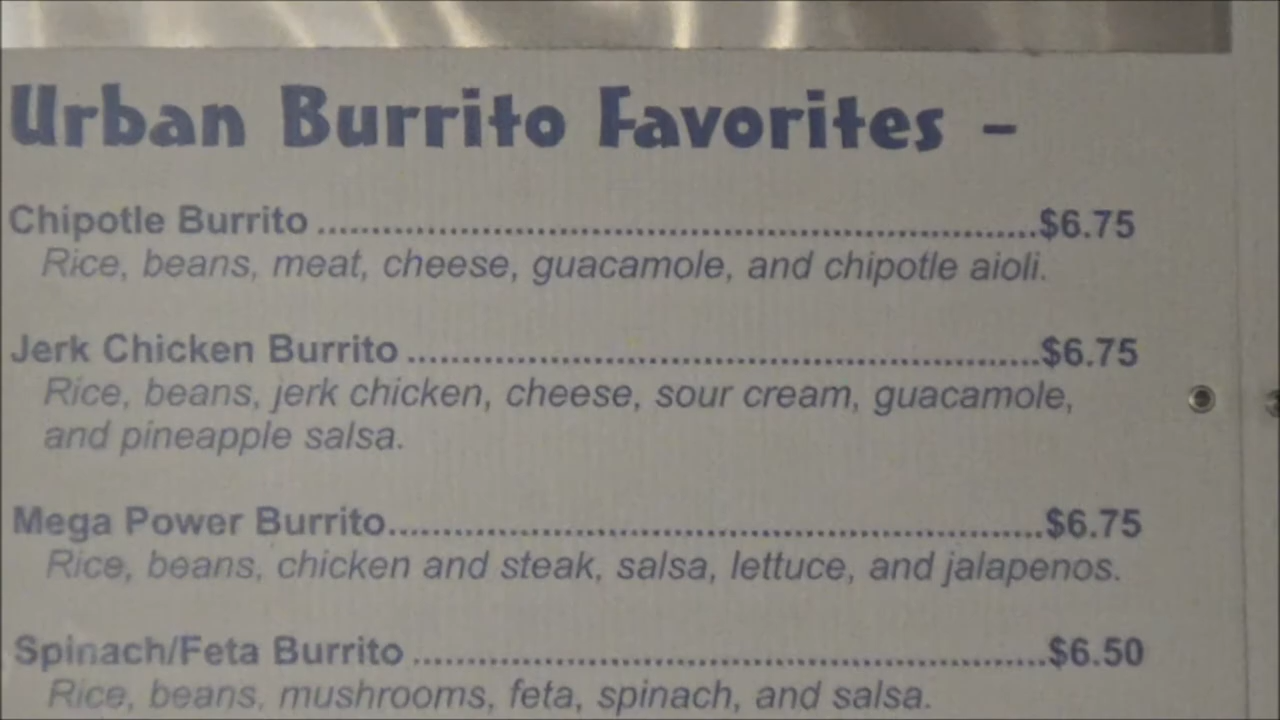 Urban Burrito Favorites –
Chipotle Burrito ........................................................................$6.75
Rice, beans, meat, cheese, guacamole, and chipotle aioli.
Jerk Chicken Burrito ...............................................................$6.75
Rice, beans, jerk chicken, cheese, sour cream, guacamole,
and pineapple salsa.
Mega Power Burrito.................................................................$6.75
Rice, beans, chicken and steak, salsa, lettuce, and jalapenos.
Spinach/Feta Burrito ...............................................................$6.50
Rice, beans, mushrooms, feta, spinach, and salsa.